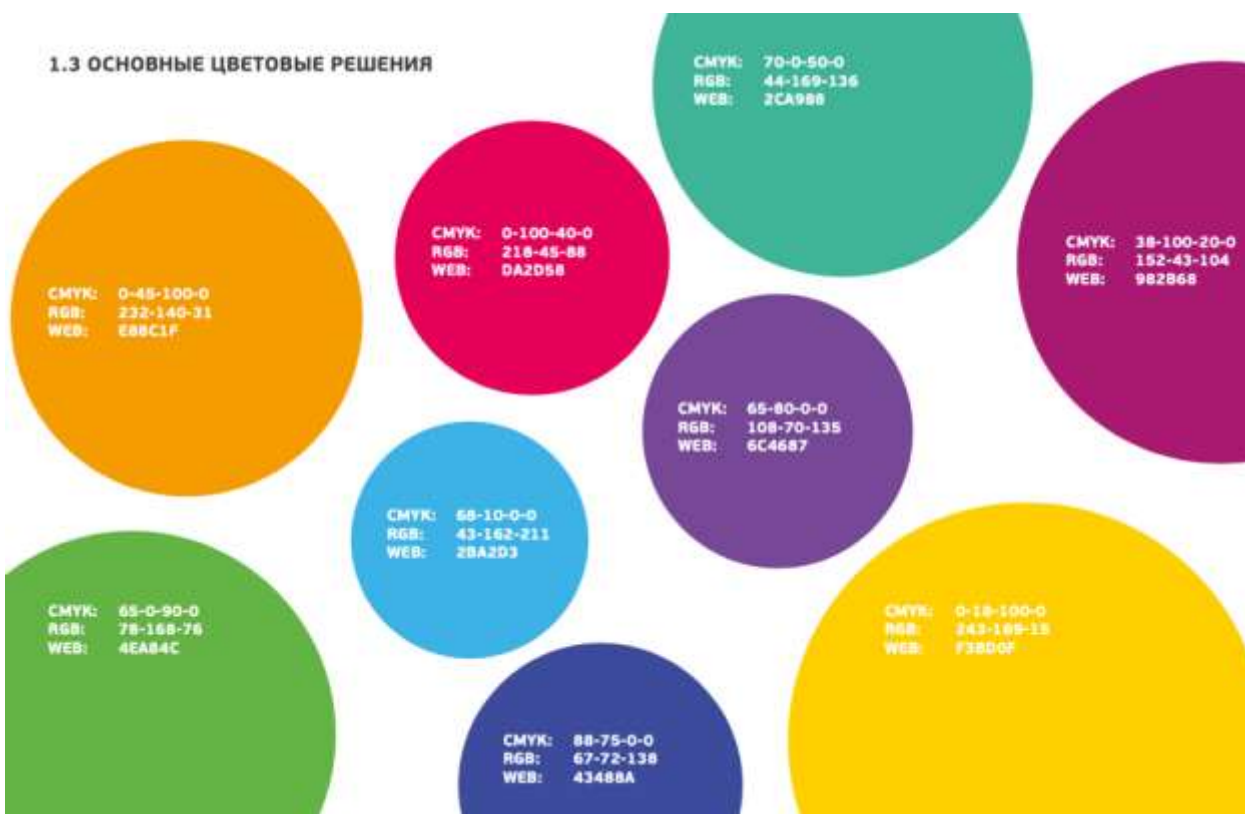 1.3 ОСНОВНЫЕ ЦВЕТОВЫЕ РЕШЕНИЯ
CMYK: 70-0-50-0
RGB: 44-169-136
WEB: 2CA988
CMYK: 0-100-40-0
RGB: 218-45-88
WEB: DA2D58
CMYK: 38-100-20-0
RGB: 152-43-104
WEB: 982B68
CMYK: 0-45-100-0
RGB: 232-140-31
WEB: E88C1F
CMYK: 65-80-0-0
RGB: 108-70-135
WEB: 6C4687
CMYK: 68-10-0-0
RGB: 43-162-211
WEB: 2BA2D3
CMYK: 65-0-90-0
RGB: 78-168-76
WEB: 4EA84C
CMYK: 0-18-100-0
RGB: 243-189-15
WEB: F3BD0F
CMYK: 88-75-0-0
RGB: 67-72-138
WEB: 43488A